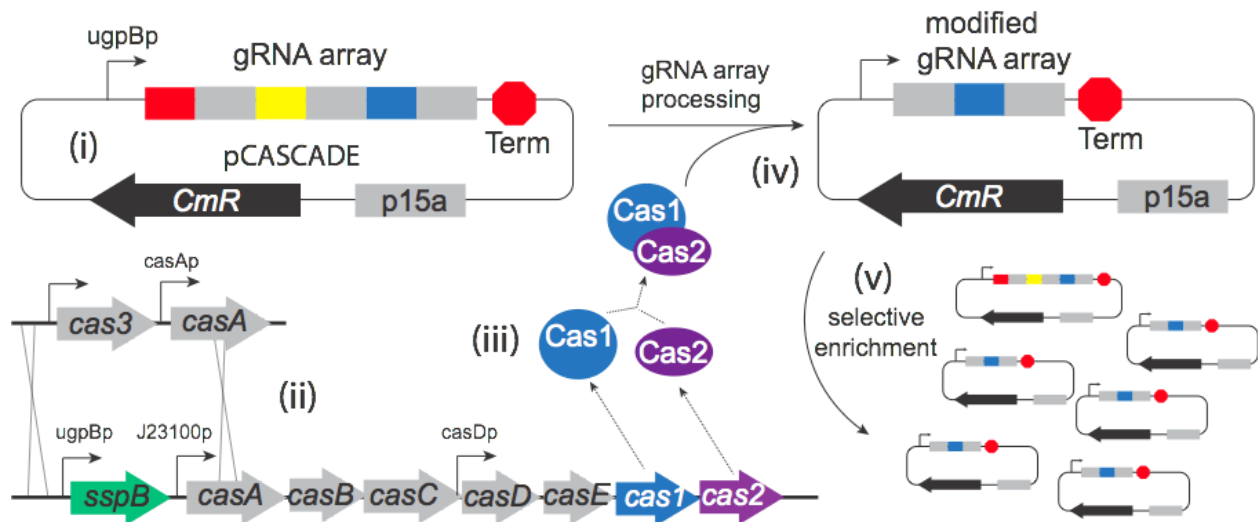 ugpBp
gRNA array
(i)
Term
pCASCADE
CmR
p15a
gRNA array
processing
modified
gRNA array
(iv)
Term
CmR
p15a
Cas1
Cas2
casAp
cas3
casA
(ii)
(iii)
Cas1
Cas2
(v)
selective
enrichment
ugpBp
J23100p
casDp
sspB
casA
casB
casC
casD
casE
cas1
cas2